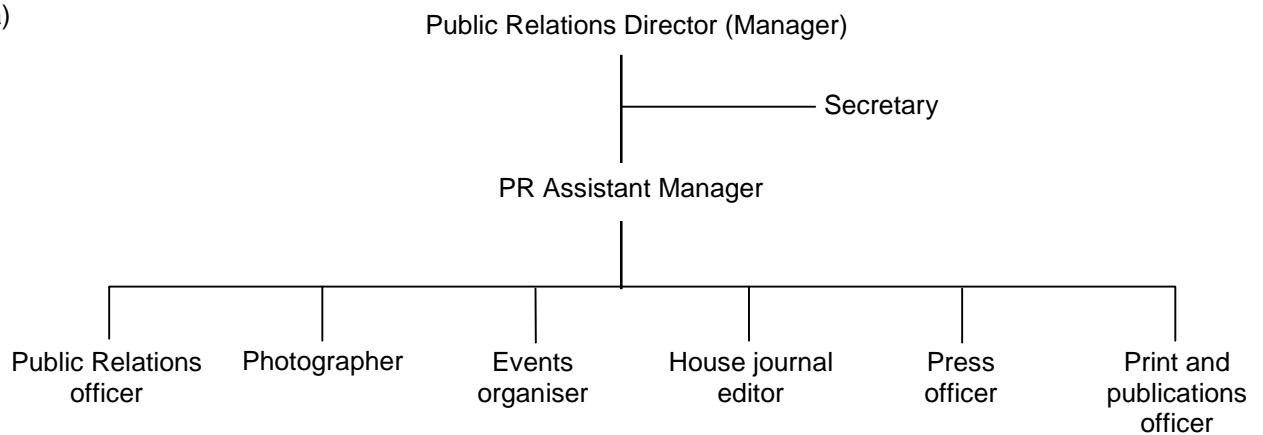 )
Public Relations Director (Manager)
Secretary
PR Assistant Manager
Public Relations
officer
Photographer
Events
organiser
House journal
editor
Press
officer
Print and
publications
officer